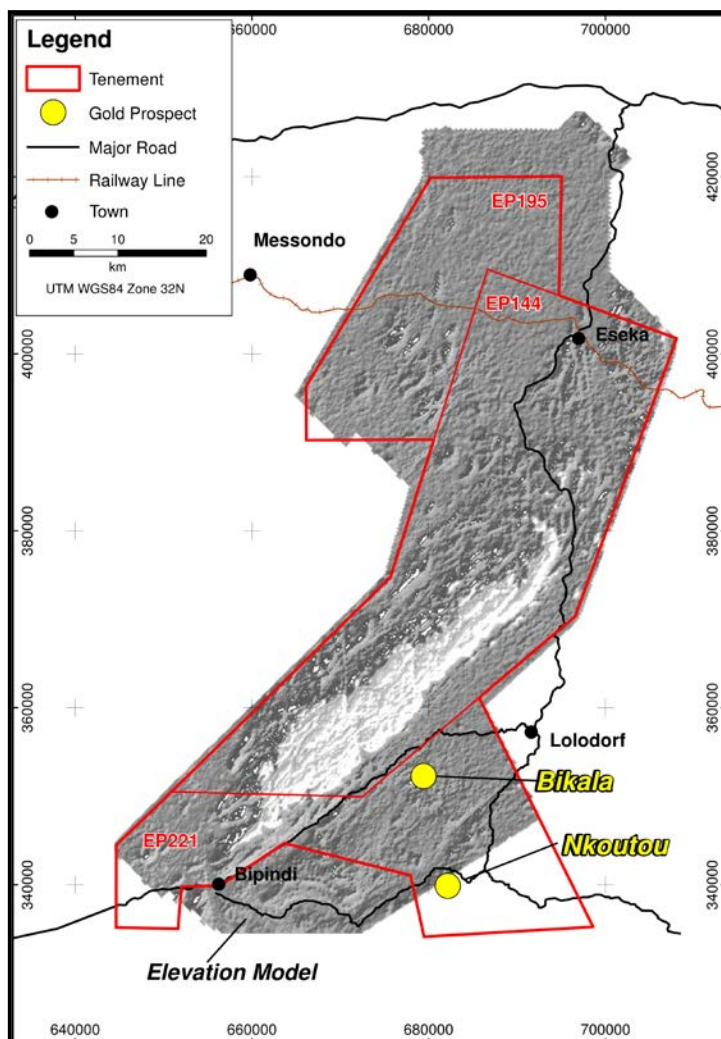 Legend
Tenement
Gold Prospect
Major Road
Railway Line
Town
0 5 10 20
km
UTM WGS84 Zone 32N
660000 680000 700000
420000
420000
EP195
Messondo
EP144
Eseka
400000
400000
380000
380000
360000
360000
Lolodorf
Bikala
EP221
Nkoutou
340000
Bipindi
340000
Elevation Model
640000 660000 680000 700000